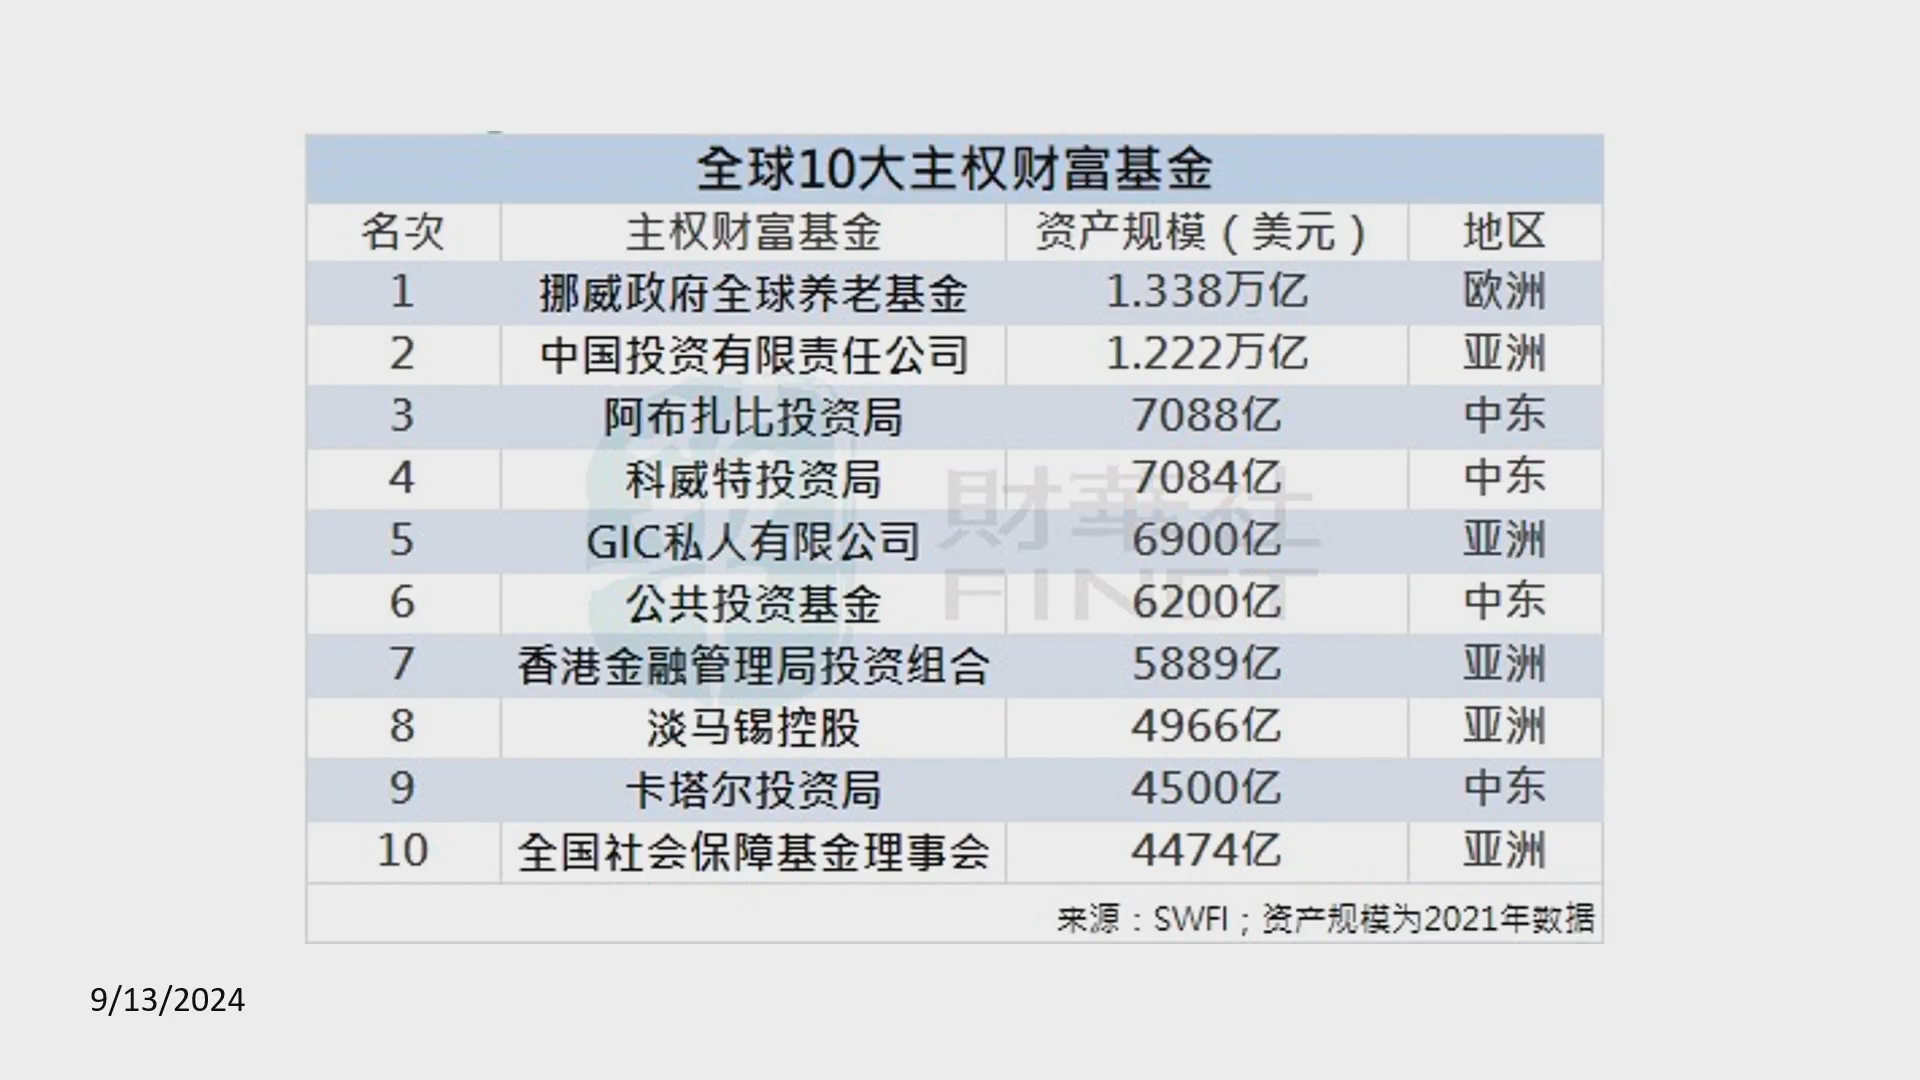 全球10大主权财富基金
名次 主权财富基金 资产规模（美元） 地区
1 挪威政府全球养老基金 1.338万亿 欧洲
2 中国投资有限责任公司 1.222万亿 亚洲
3 阿布扎比投资局 7088亿 中东
4 科威特投资局 7084亿 中东
5 GIC私人有限公司 6900亿 亚洲
6 公共投资基金 6200亿 中东
7 香港金融管理局投资组合 5889亿 亚洲
8 淡马锡控股 4966亿 亚洲
9 卡塔尔投资局 4500亿 中东
10 全国社会保障基金理事会 4474亿 亚洲
財華社
FINET
来源：SWFI；资产规模为2021年数据
9/13/2024